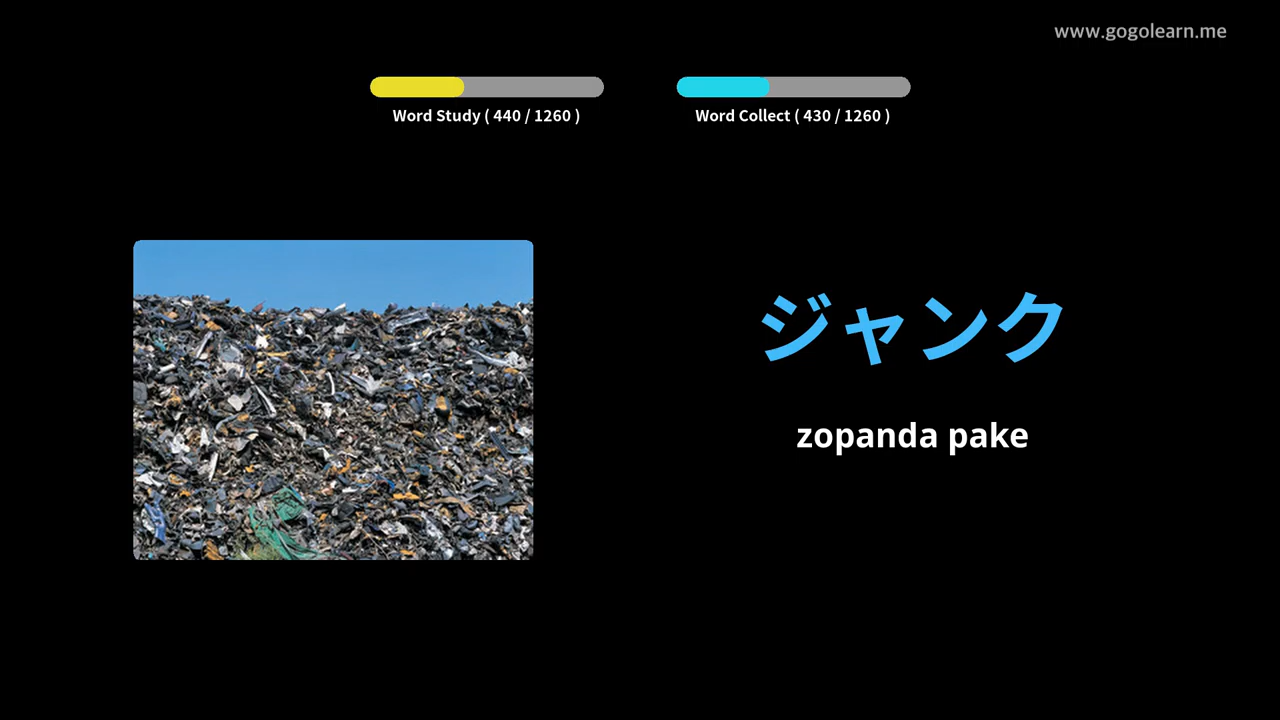 www.gogolearn.me
Word Study ( 440 / 1260 )
Word Collect ( 430 / 1260 )
ジャンク
zopanda pake